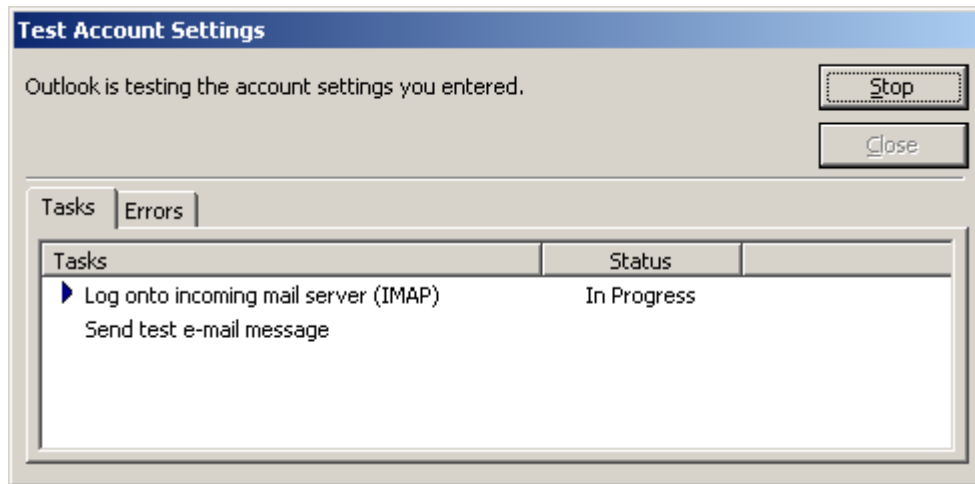 Test Account Settings
Outlook is testing the account settings you entered.
Stop
Close
Tasks Errors
Tasks Status
Log onto incoming mail server (IMAP) In Progress
Send test e-mail message